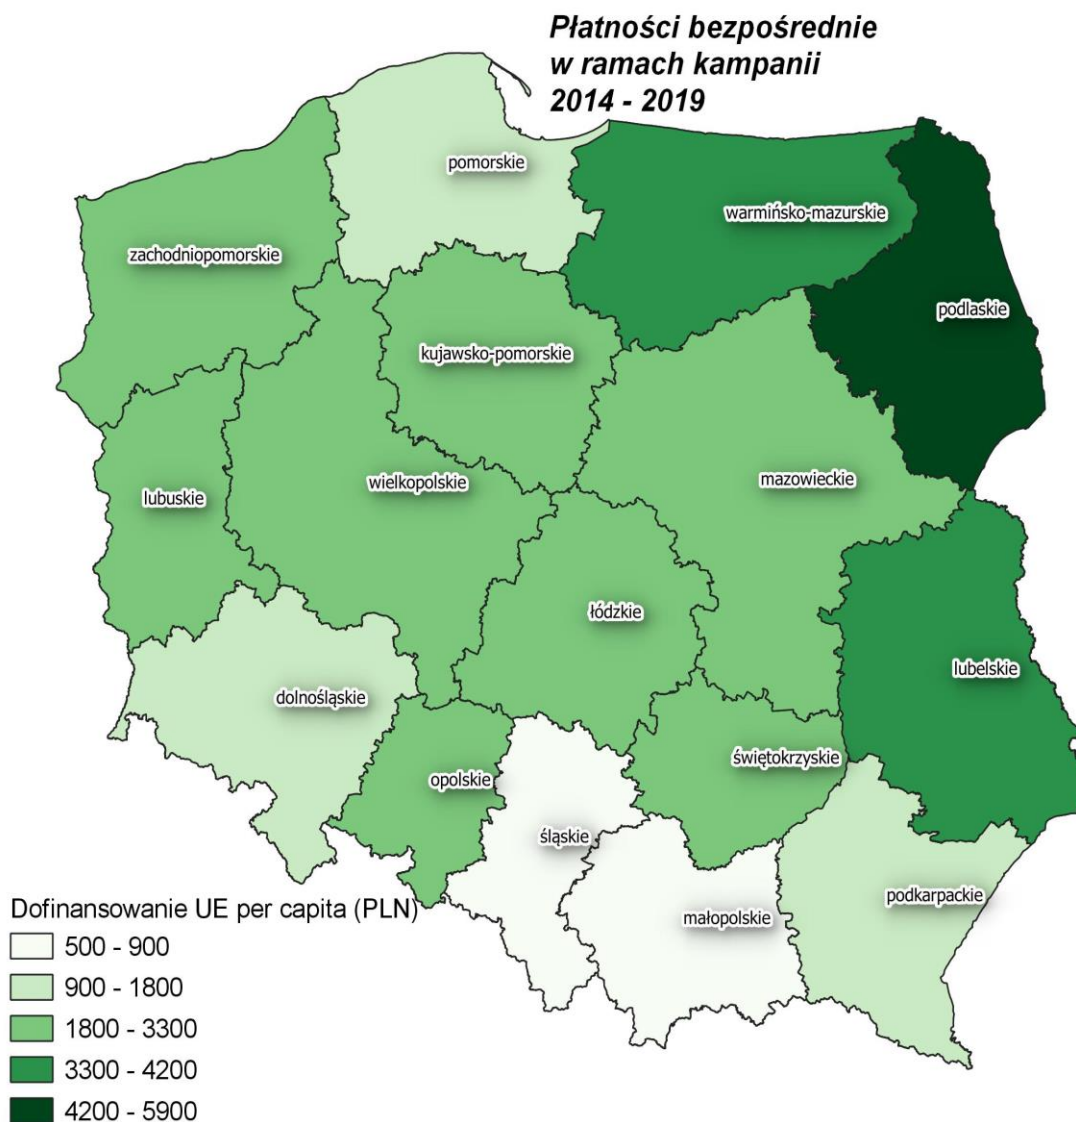 Płatności bezpośrednie
w ramach kampanii
2014 - 2019
pomorskie
warmińsko-mazurskie
zachodniopomorskie
podlaskie
kujawsko-pomorskie
wielkopolskie
mazowieckie
lubuskie
łódzkie
lubelskie
dolnośląskie
świętokrzyskie
opolskie
śląskie
podkarpackie
małopolskie
Dofinansowanie UE per capita (PLN)
500 - 900
900 - 1800
1800 - 3300
3300 - 4200
4200 - 5900